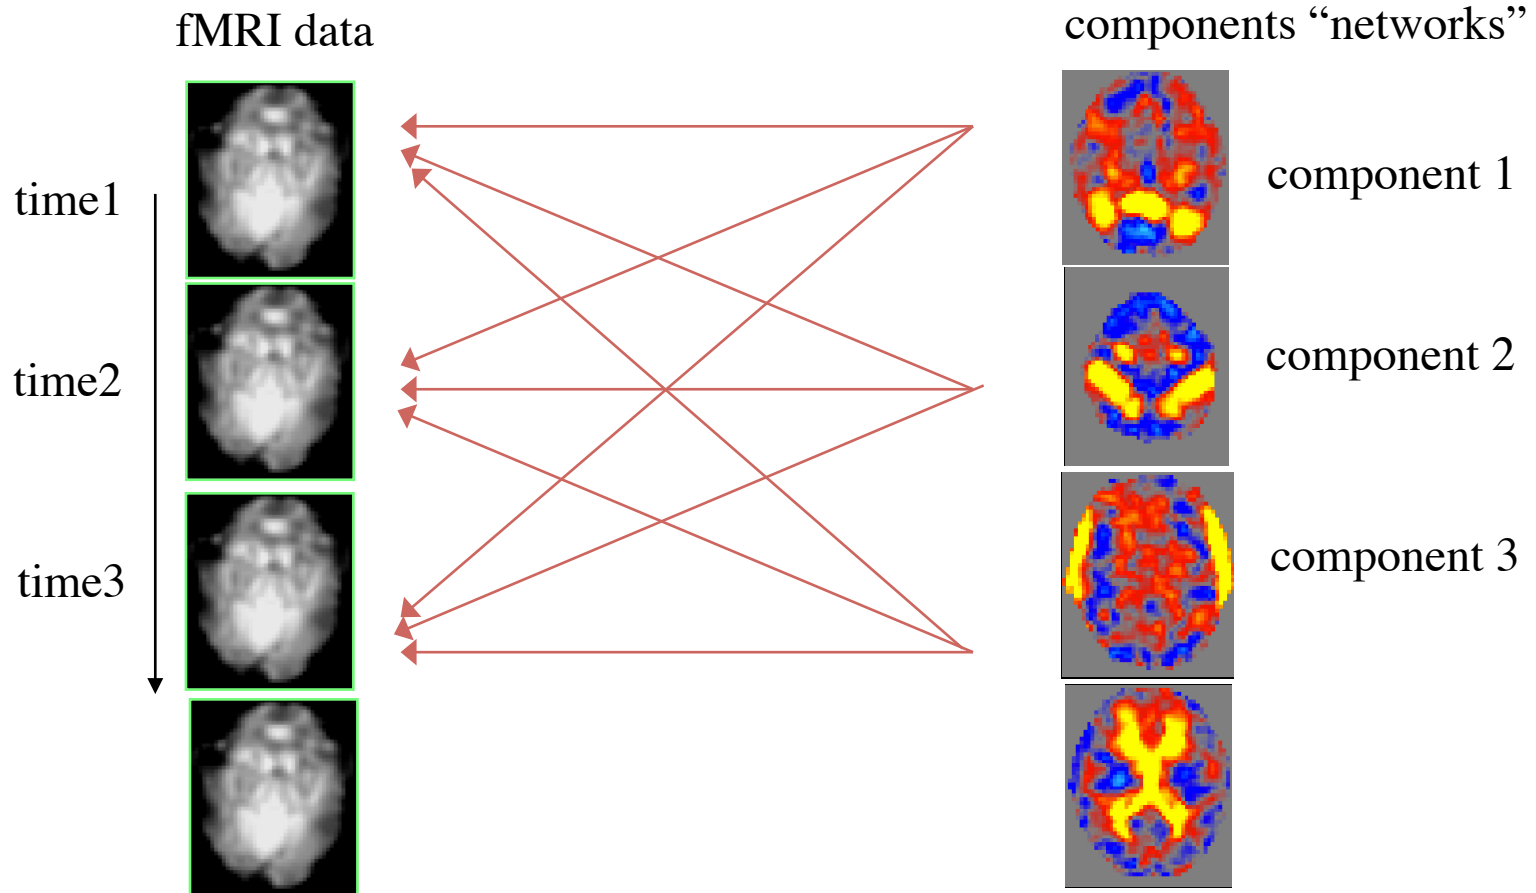 fMRI data
components “networks”
time1
component 1
time2
component 2
time3
component 3